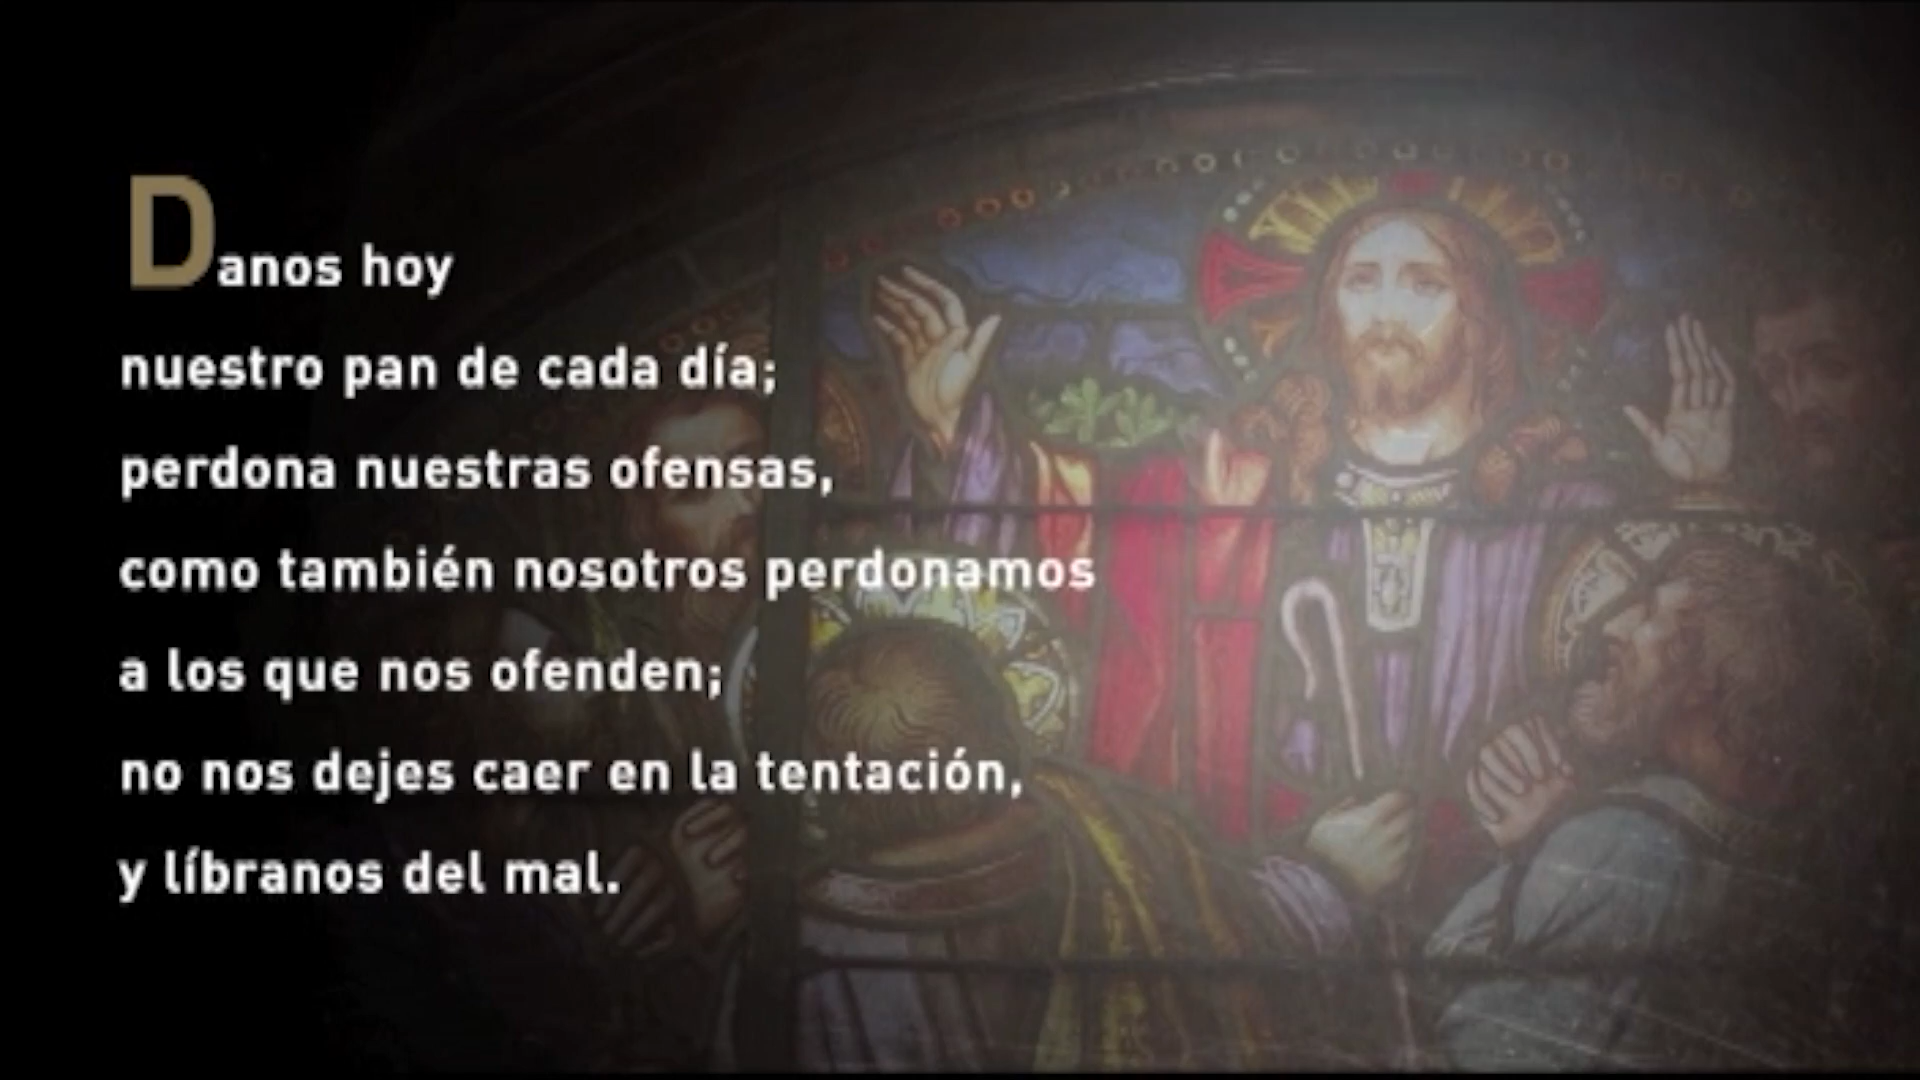 Danos hoy
nuestro pan de cada día;
perdona nuestras ofensas,
como también nosotros perdonamos
a los que nos ofenden;
no nos dejes caer en la tentación,
y líbranos del mal.